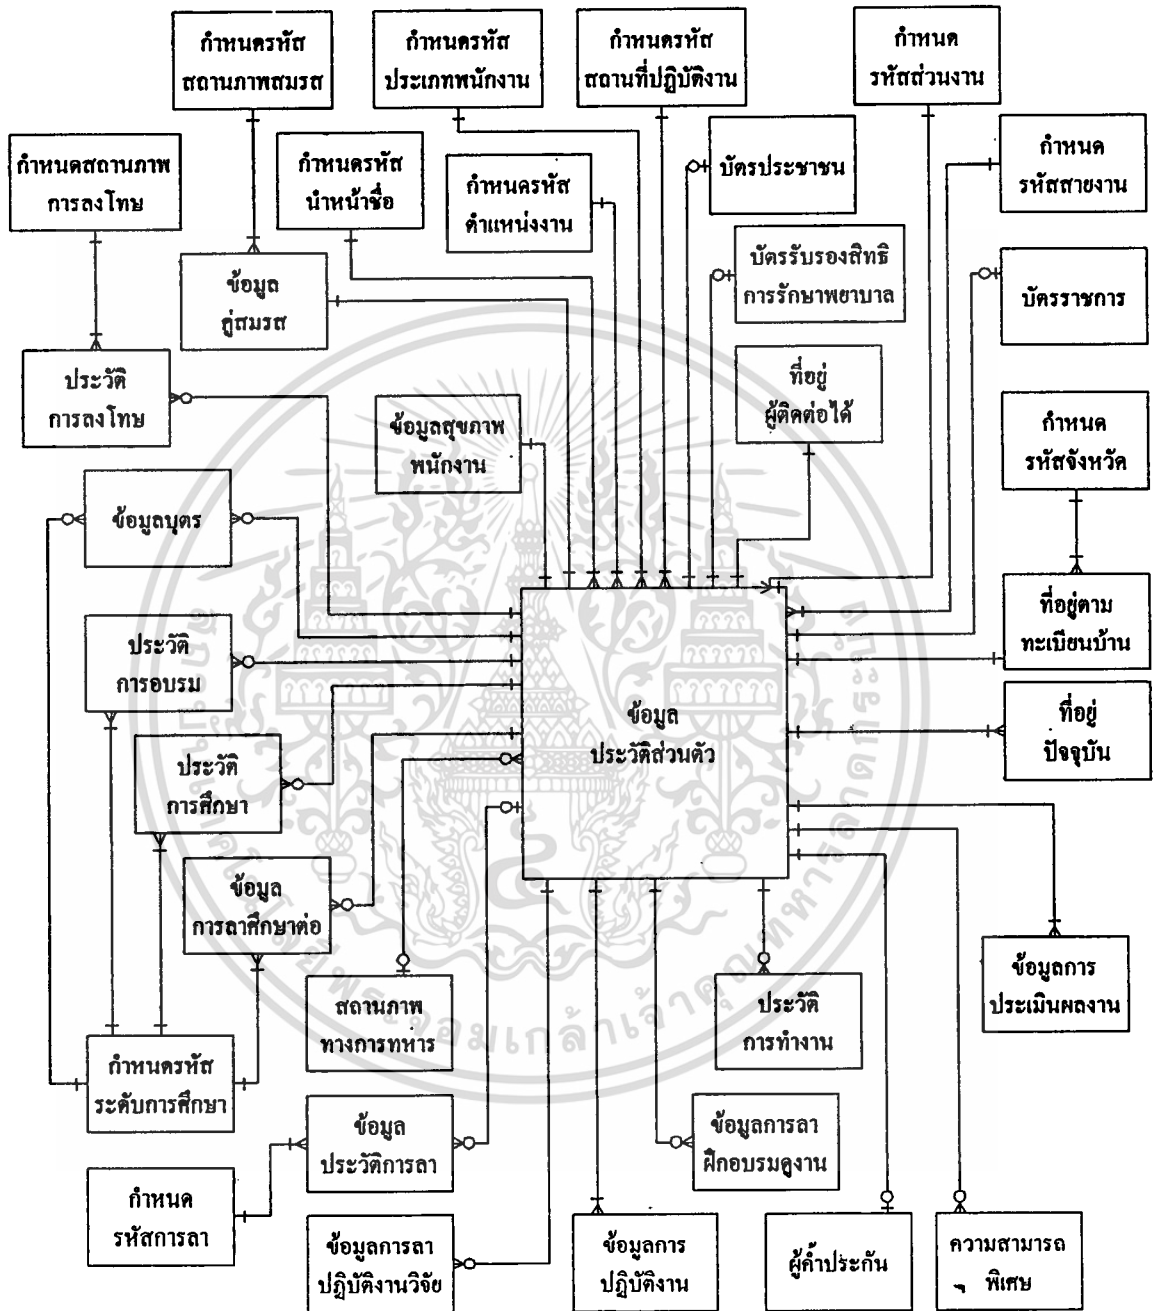 กำหนดรหัส
สถานภาพสมรส
กำหนดรหัส
ประเภทพนักงาน
กำหนดรหัส
สถานที่ปฏิบัติงาน
กำหนด
รหัสส่วนงาน
กำหนดสถานภาพ
การลงโทษ
กำหนดรหัส
นำหน้าชื่อ
กำหนดรหัส
ตำแหน่งงาน
บัตรประชาชน
กำหนด
รหัสสายงาน
ข้อมูล
คู่สมรส
บัตรรับรองสิทธิ
การรักษาพยาบาล
บัตรราชการ
ประวัติ
การลงโทษ
ข้อมูลสุขภาพ
พนักงาน
ที่อยู่
ผู้ติดต่อได้
กำหนด
รหัสจังหวัด
ข้อมูลบุตร
ประวัติ
การอบรม
ข้อมูล
ประวัติส่วนตัว
ที่อยู่ตาม
ทะเบียนบ้าน
ที่อยู่
ปัจจุบัน
ประวัติ
การศึกษา
ข้อมูล
การลาศึกษาต่อ
สถานภาพ
ทางการทหาร
ประวัติ
การทำงาน
ข้อมูลการ
ประเมินผลงาน
กำหนดรหัส
ระดับการศึกษา
ข้อมูล
ประวัติการลา
ข้อมูลการลา
ฝึกอบรมดูงาน
กำหนด
รหัสการลา
ข้อมูลการลา
ปฏิบัติงานวิจัย
ข้อมูลการ
ปฏิบัติงาน
ผู้ค้ำประกัน
ความสามารถ
พิเศษ